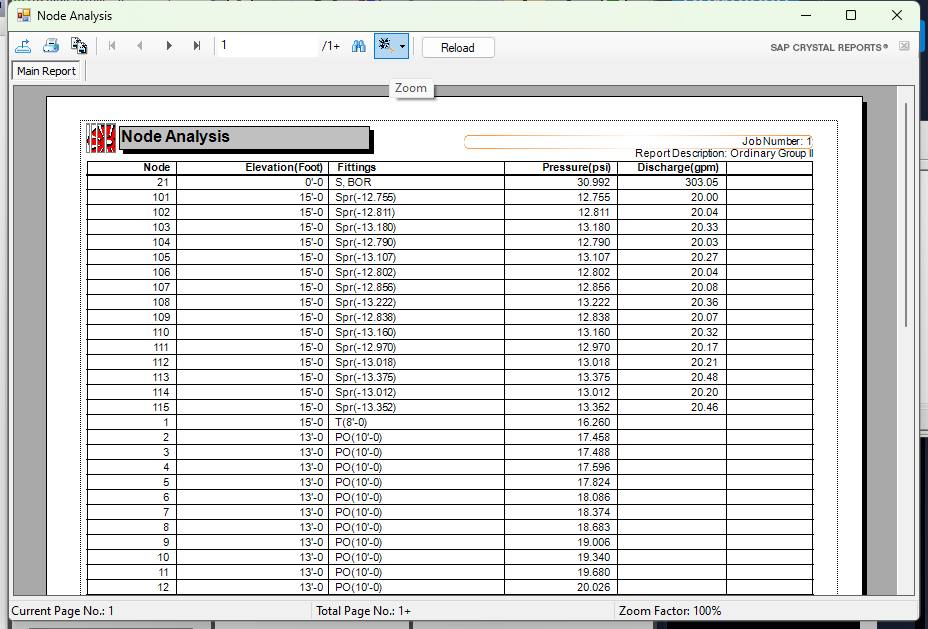 Node Analysis
1 /1+ Reload SAP CRYSTAL REPORTS®
Main Report
Zoom
Node Analysis
Job Number: 1
Report Description: Ordinary Group II
Node Elevation(Foot) Fittings Pressure(psi) Discharge(gpm)
21 0'-0 S, BOR 30.992 303.05
101 15'-0 Spr(-12.755) 12.755 20.00
102 15'-0 Spr(-12.811) 12.811 20.04
103 15'-0 Spr(-13.180) 13.180 20.33
104 15'-0 Spr(-12.790) 12.790 20.03
105 15'-0 Spr(-13.107) 13.107 20.27
106 15'-0 Spr(-12.802) 12.802 20.04
107 15'-0 Spr(-12.856) 12.856 20.08
108 15'-0 Spr(-13.222) 13.222 20.36
109 15'-0 Spr(-12.838) 12.838 20.07
110 15'-0 Spr(-13.160) 13.160 20.32
111 15'-0 Spr(-12.970) 12.970 20.17
112 15'-0 Spr(-13.018) 13.018 20.21
113 15'-0 Spr(-13.375) 13.375 20.48
114 15'-0 Spr(-13.012) 13.012 20.20
115 15'-0 Spr(-13.352) 13.352 20.46
1 15'-0 T(8'-0) 16.260
2 13'-0 PO(10'-0) 17.458
3 13'-0 PO(10'-0) 17.488
4 13'-0 PO(10'-0) 17.596
5 13'-0 PO(10'-0) 17.824
6 13'-0 PO(10'-0) 18.086
7 13'-0 PO(10'-0) 18.374
8 13'-0 PO(10'-0) 18.683
9 13'-0 PO(10'-0) 19.006
10 13'-0 PO(10'-0) 19.340
11 13'-0 PO(10'-0) 19.680
12 13'-0 PO(10'-0) 20.026
Current Page No.: 1 Total Page No.: 1+ Zoom Factor: 100%